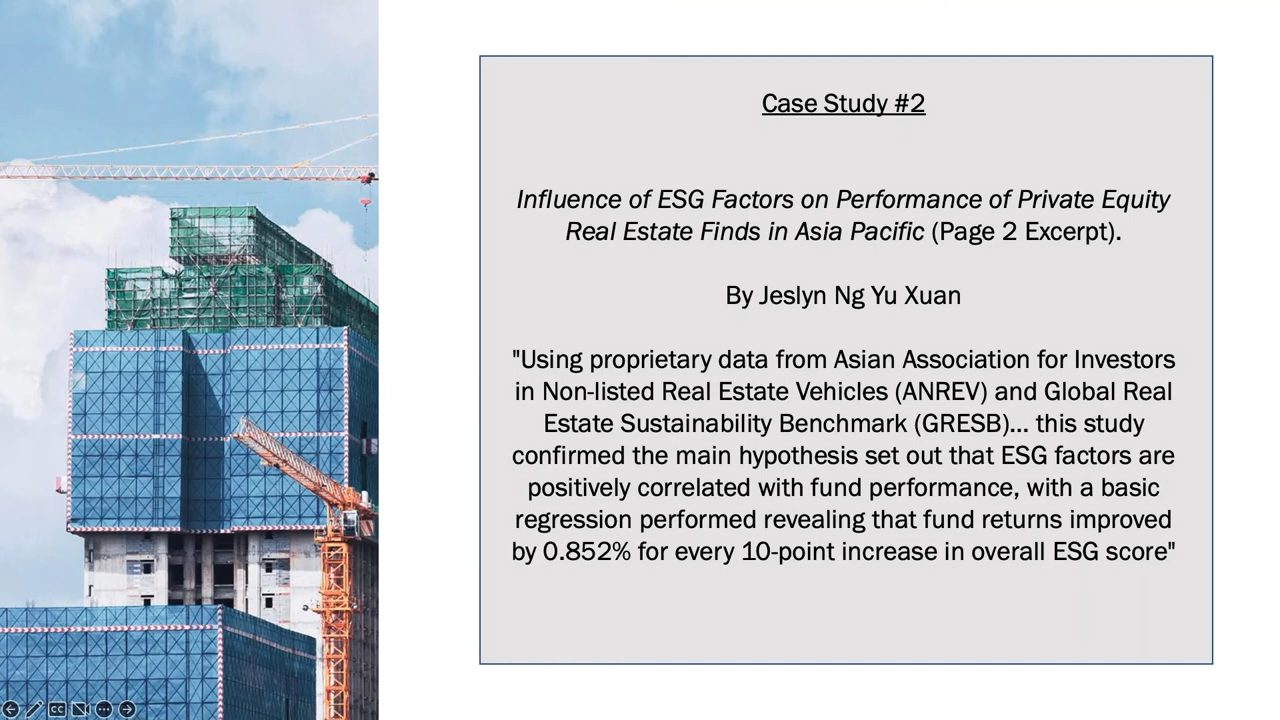 Case Study #2
Influence of ESG Factors on Performance of Private Equity
Real Estate Finds in Asia Pacific (Page 2 Excerpt).
By Jeslyn Ng Yu Xuan
"Using proprietary data from Asian Association for Investors
in Non-listed Real Estate Vehicles (ANREV) and Global Real
Estate Sustainability Benchmark (GRESB)... this study
confirmed the main hypothesis set out that ESG factors are
positively correlated with fund performance, with a basic
regression performed revealing that fund returns improved
by 0.852% for every 10-point increase in overall ESG score"
CC